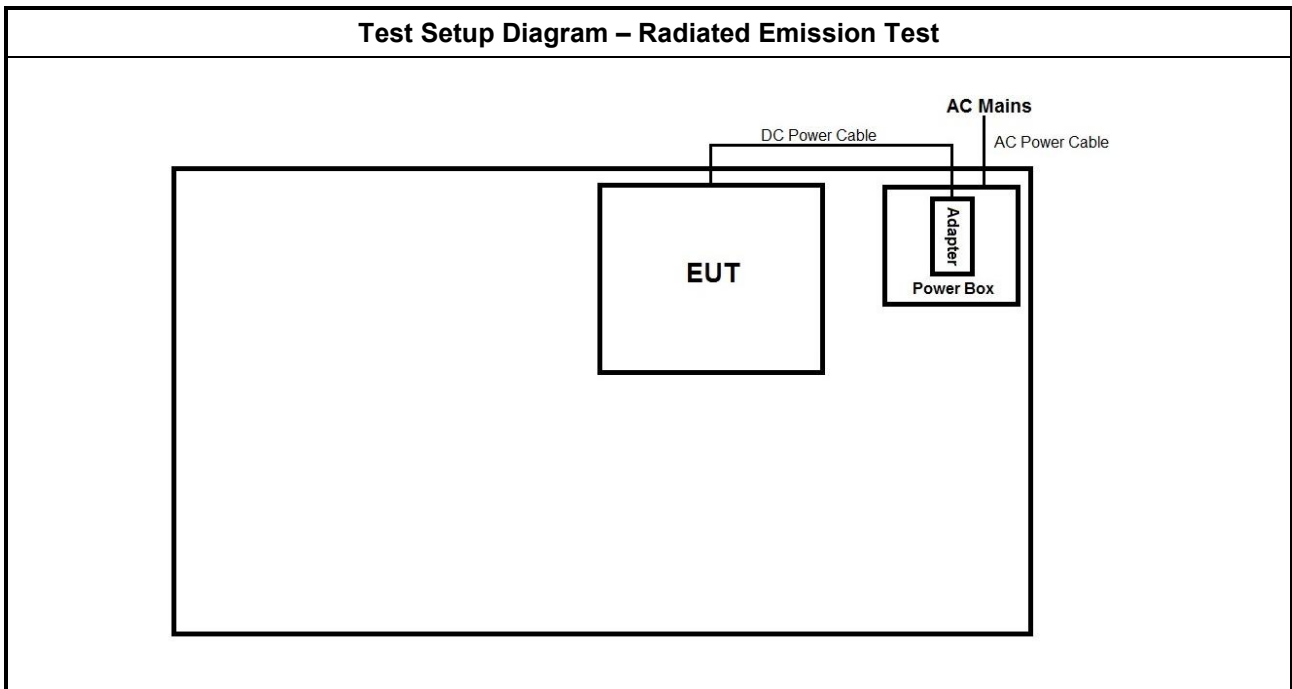 Test Setup Diagram – Radiated Emission Test
AC Mains
DC Power Cable
AC Power Cable
EUT
Adapter
Power Box